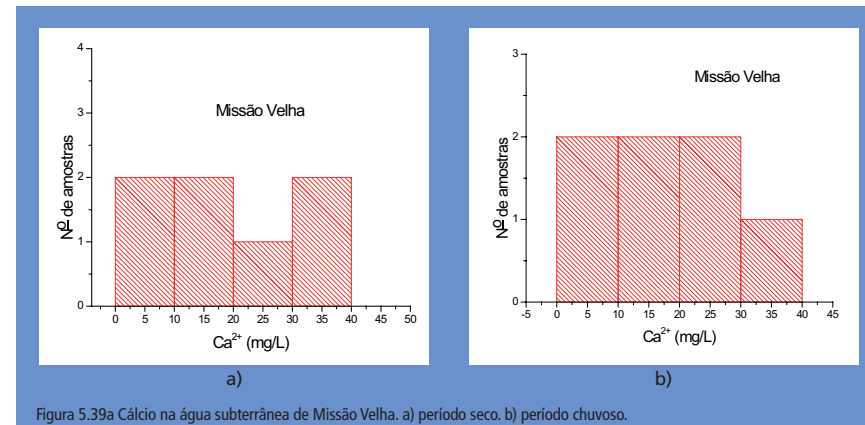 4
3
2
1
0
Nº de amostras
Missão Velha
0 5 10 15 20 25 30 35 40 45 50
Ca²⁺ (mg/L)
a)
3
2
1
0
Nº de amostras
Missão Velha
-5 0 5 10 15 20 25 30 35 40 45
Ca²⁺ (mg/L)
b)
Figura 5.39a Cálcio na água subterrânea de Missão Velha. a) período seco. b) período chuvoso.